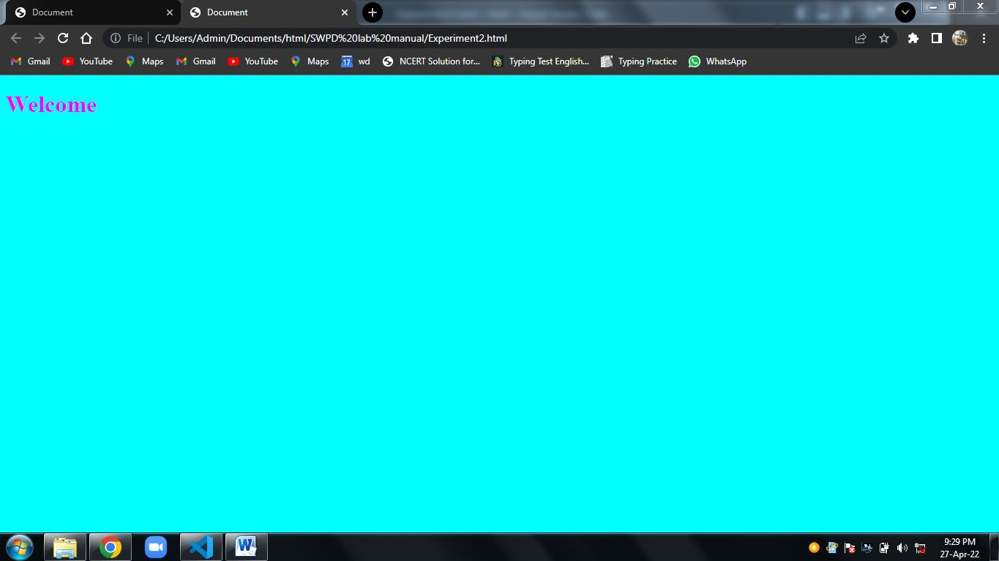 Document
Document
File
C:/Users/Admin/Documents/html/SWPD%20lab%20manual/Experiment2.html
Gmail YouTube Maps Gmail YouTube Maps 17 wd NCERT Solution for... Typing Test English... Typing Practice WhatsApp
Welcome
W
9:29 PM
27-Apr-22